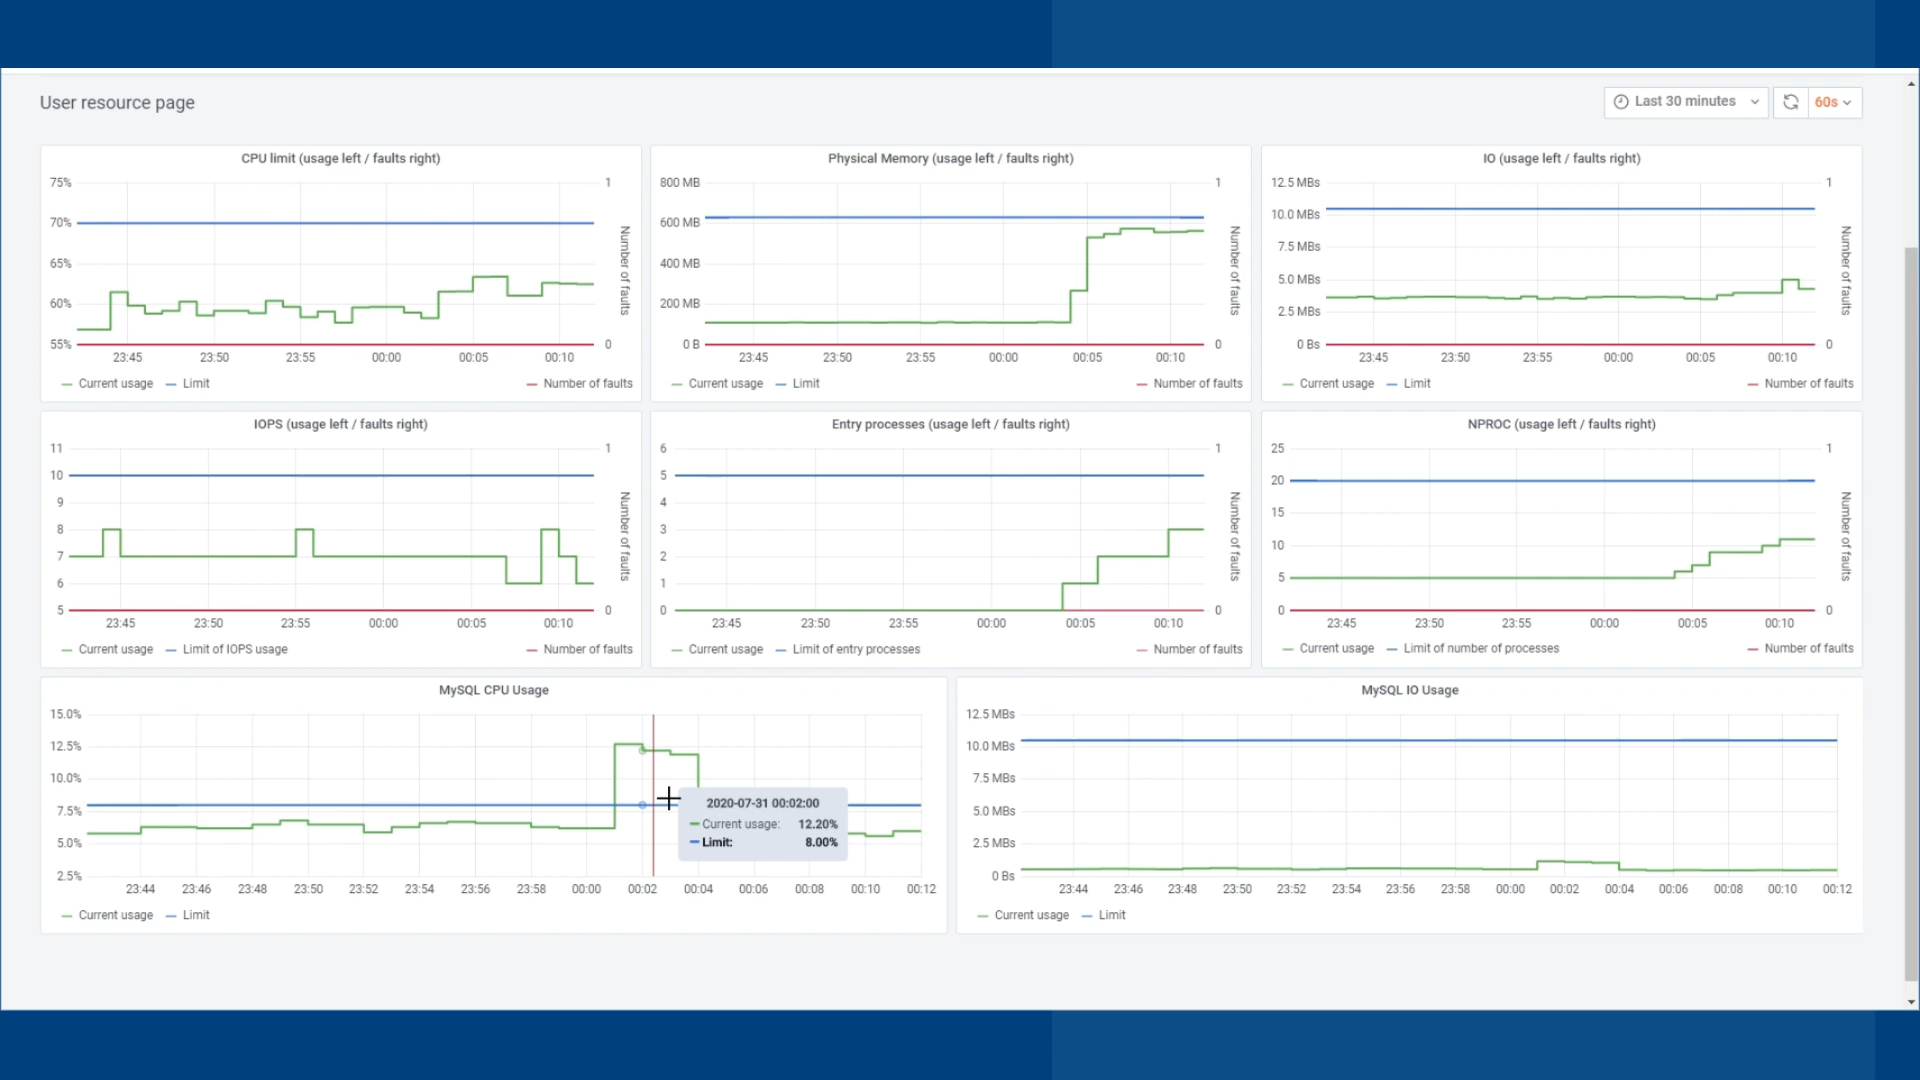 User resource page
Last 30 minutes
60s
CPU limit (usage left / faults right)
75%
70%
65%
60%
55%
1
0
Number of faults
23:45 23:50 23:55 00:00 00:05 00:10
Current usage Limit Number of faults
Physical Memory (usage left / faults right)
800 MB
600 MB
400 MB
200 MB
0 B
1
0
Number of faults
23:45 23:50 23:55 00:00 00:05 00:10
Current usage Limit Number of faults
IO (usage left / faults right)
12.5 MBs
10.0 MBs
7.5 MBs
5.0 MBs
2.5 MBs
0 Bs
1
0
Number of faults
23:45 23:50 23:55 00:00 00:05 00:10
Current usage Limit Number of faults
IOPS (usage left / faults right)
11
10
9
8
7
6
5
1
0
Number of faults
23:45 23:50 23:55 00:00 00:05 00:10
Current usage Limit of IOPS usage Number of faults
Entry processes (usage left / faults right)
6
5
4
3
2
1
0
1
0
Number of faults
23:45 23:50 23:55 00:00 00:05 00:10
Current usage Limit of entry processes Number of faults
NPROC (usage left / faults right)
25
20
15
10
5
0
1
0
Number of faults
23:45 23:50 23:55 00:00 00:05 00:10
Current usage Limit of number of processes Number of faults
MySQL CPU Usage
15.0%
12.5%
10.0%
7.5%
5.0%
2.5%
2020-07-31 00:02:00
Current usage: 12.20%
Limit: 8.00%
23:44 23:46 23:48 23:50 23:52 23:54 23:56 23:58 00:00 00:02 00:04 00:06 00:08 00:10 00:12
Current usage Limit
MySQL IO Usage
12.5 MBs
10.0 MBs
7.5 MBs
5.0 MBs
2.5 MBs
0 Bs
23:44 23:46 23:48 23:50 23:52 23:54 23:56 23:58 00:00 00:02 00:04 00:06 00:08 00:10 00:12
Current usage Limit